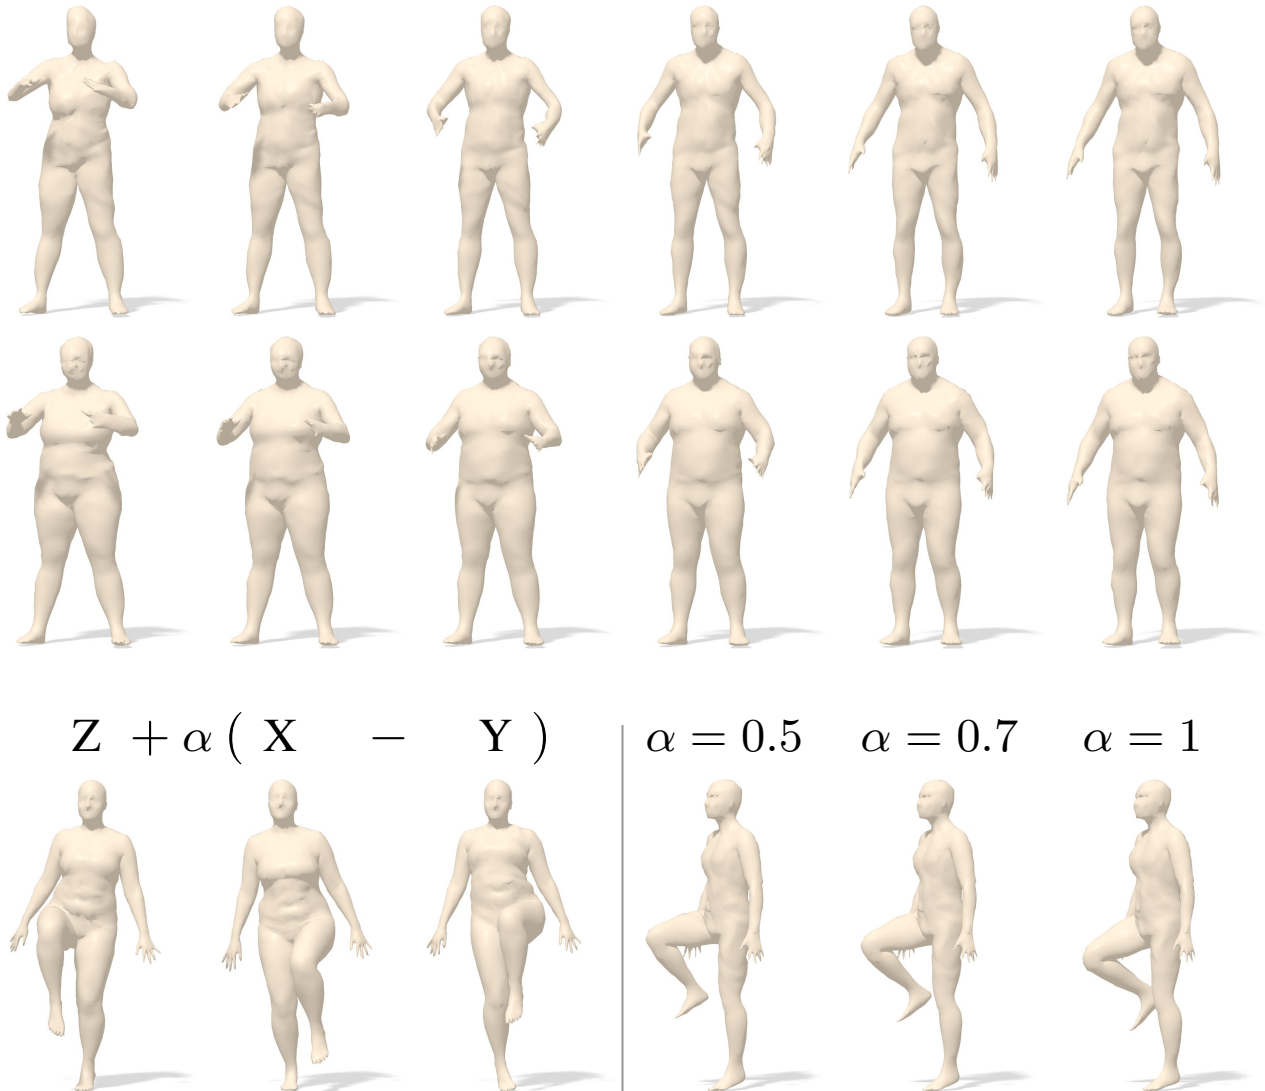 Z + α ( X − Y ) α = 0.5 α = 0.7 α = 1